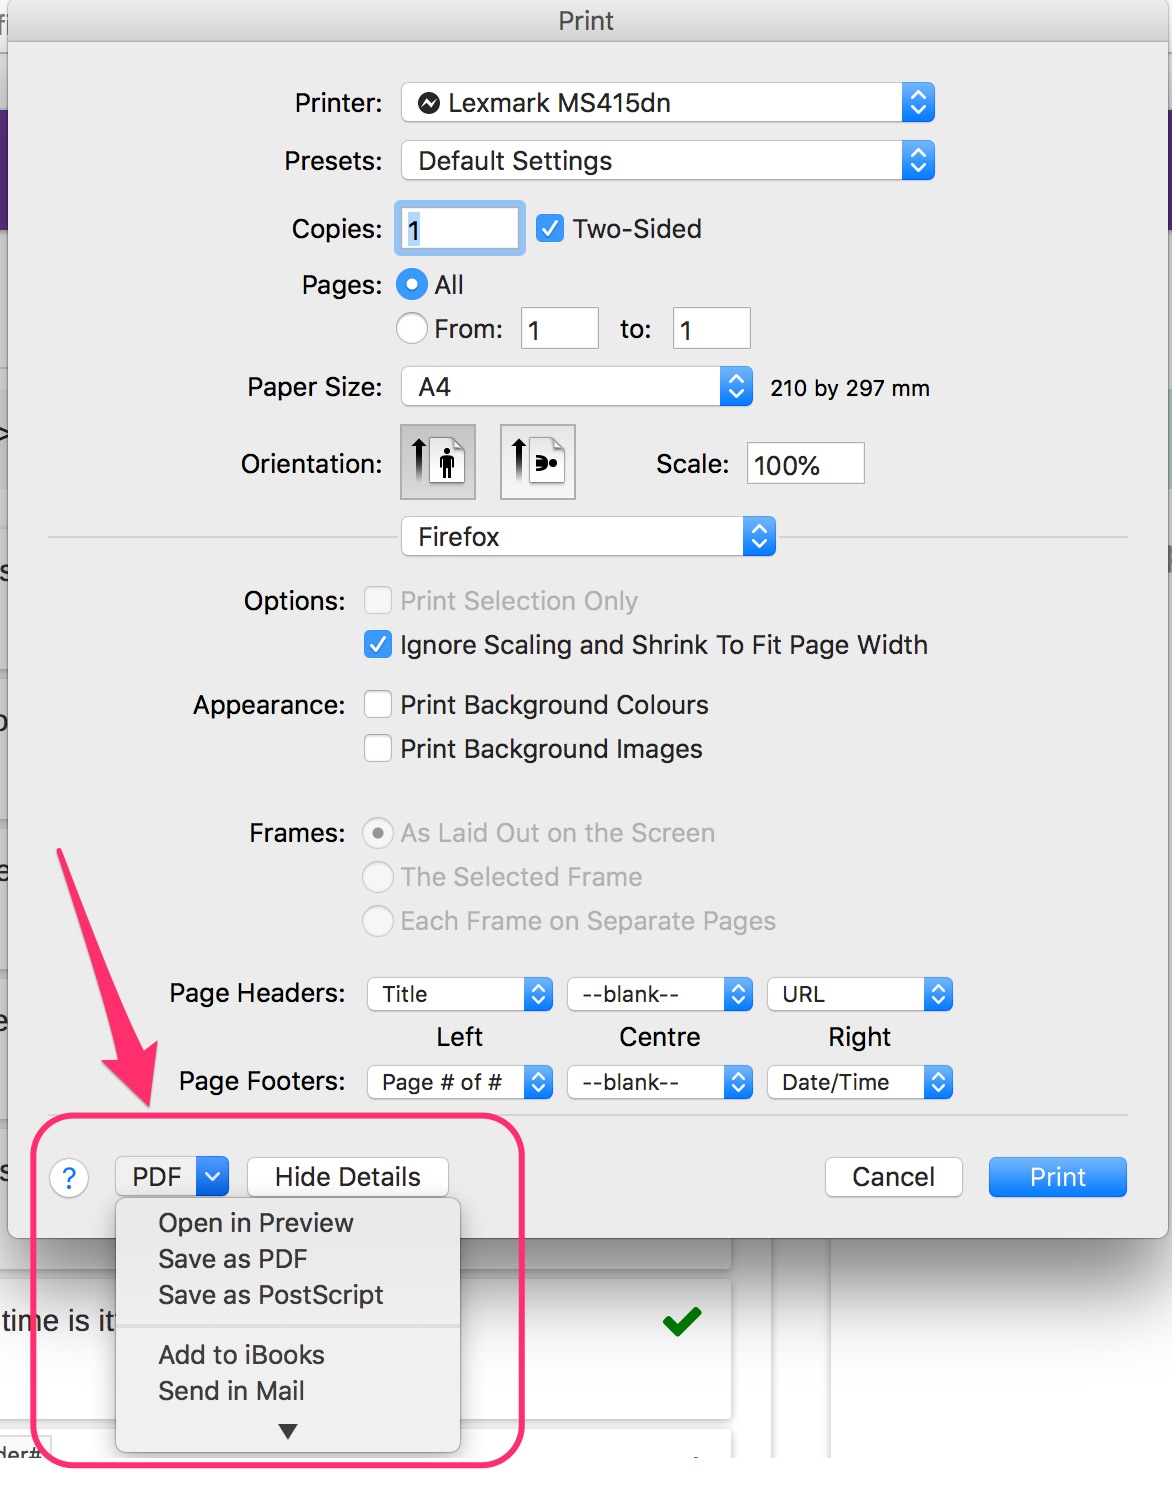 Print
Printer: Lexmark MS415dn
Presets: Default Settings
Copies: 1 Two-Sided
Pages: All
From: 1 to: 1
Paper Size: A4 210 by 297 mm
Orientation: Scale: 100%
Firefox
Options: Print Selection Only
Ignore Scaling and Shrink To Fit Page Width
Appearance: Print Background Colours
Print Background Images
Frames: As Laid Out on the Screen
The Selected Frame
Each Frame on Separate Pages
Page Headers: Title --blank-- URL
Left Centre Right
Page Footers: Page # of # --blank-- Date/Time
? PDF Hide Details Cancel Print
Open in Preview
Save as PDF
Save as PostScript
time is it
Add to iBooks
Send in Mail